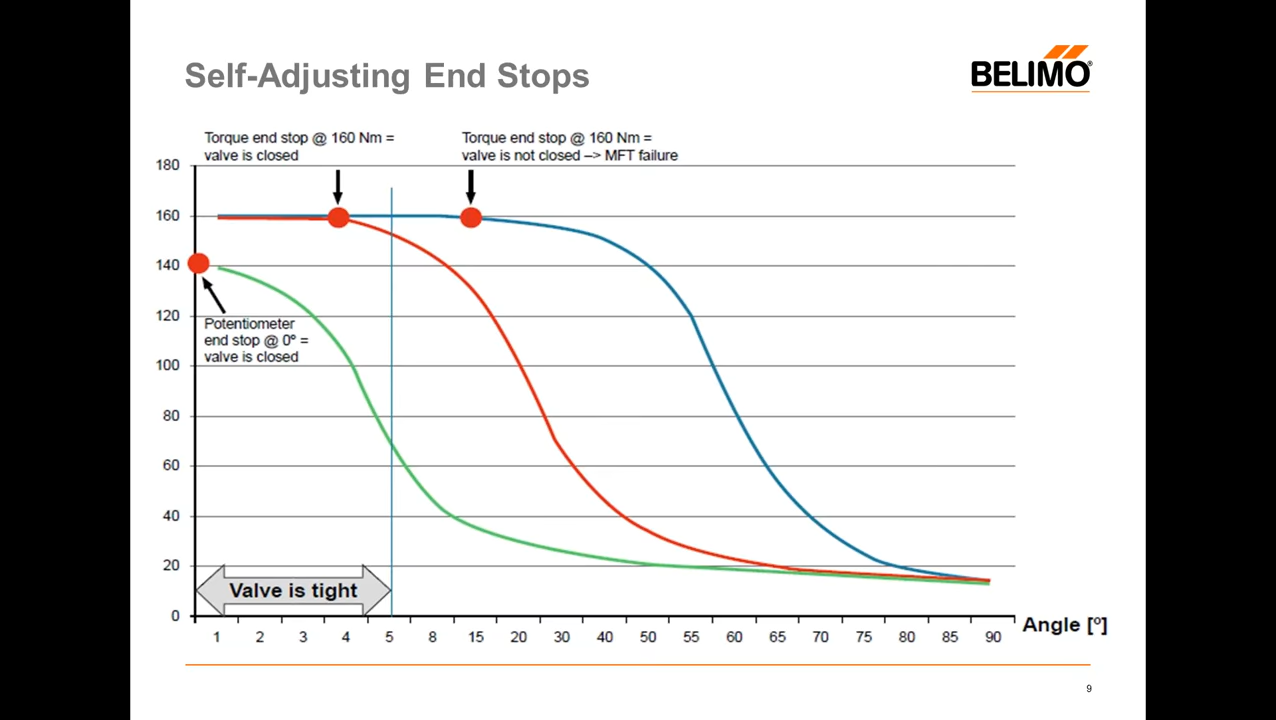 Self-Adjusting End Stops
BELIMO®
Torque end stop @ 160 Nm =
valve is closed
Torque end stop @ 160 Nm =
valve is not closed –> MFT failure
180
160
140
120
100
80
60
40
20
0
Potentiometer
end stop @ 0º =
valve is closed
Valve is tight
1 2 3 4 5 8 15 20 30 40 50 55 60 65 70 75 80 85 90
Angle [º]
9